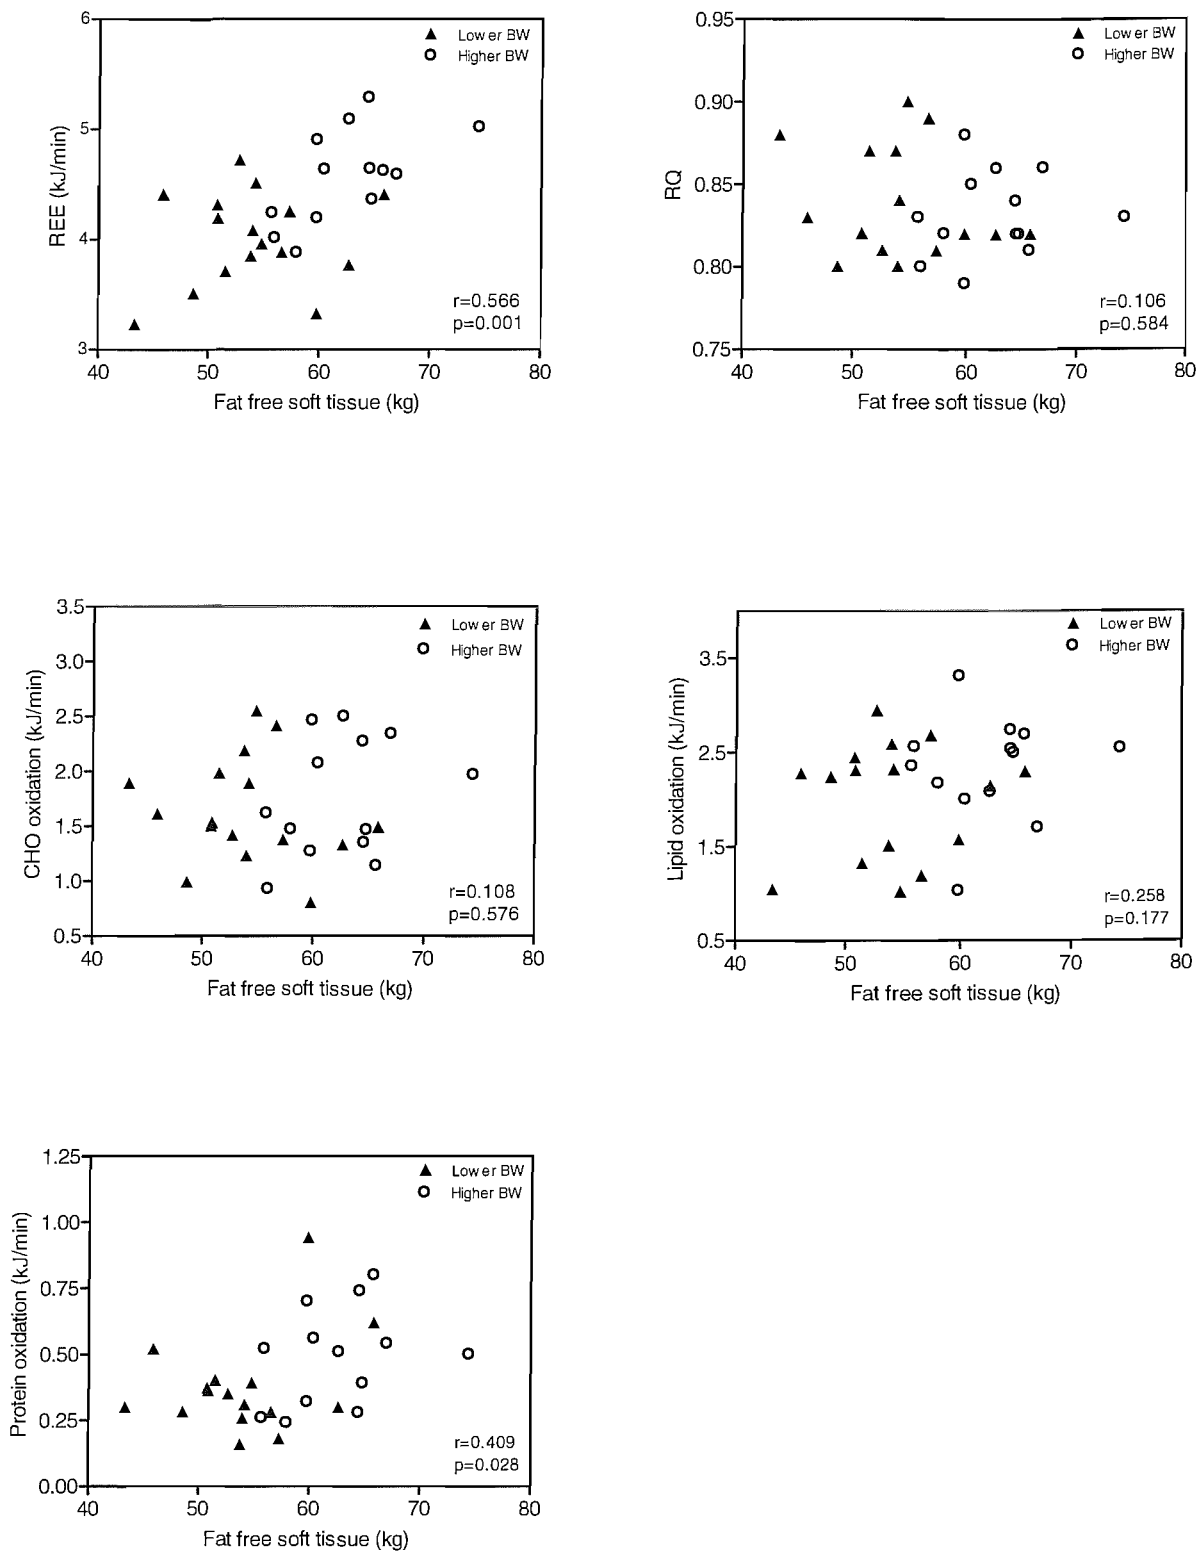 6
5
4
3
REE (kJ/min)
Lower BW
Higher BW
r=0.566
p=0.001
40 50 60 70 80
Fat free soft tissue (kg)
0.95
0.90
0.85
0.80
0.75
RQ
Lower BW
Higher BW
r=0.106
p=0.584
40 50 60 70 80
Fat free soft tissue (kg)
3.5
3.0
2.5
2.0
1.5
1.0
0.5
CHO oxidation (kJ/min)
Lower BW
Higher BW
r=0.108
p=0.576
40 50 60 70 80
Fat free soft tissue (kg)
3.5
2.5
1.5
0.5
Lipid oxidation (kJ/min)
Lower BW
Higher BW
r=0.258
p=0.177
40 50 60 70 80
Fat free soft tissue (kg)
1.25
1.00
0.75
0.50
0.25
0.00
Protein oxidation (kJ/min)
Lower BW
Higher BW
r=0.409
p=0.028
40 50 60 70 80
Fat free soft tissue (kg)